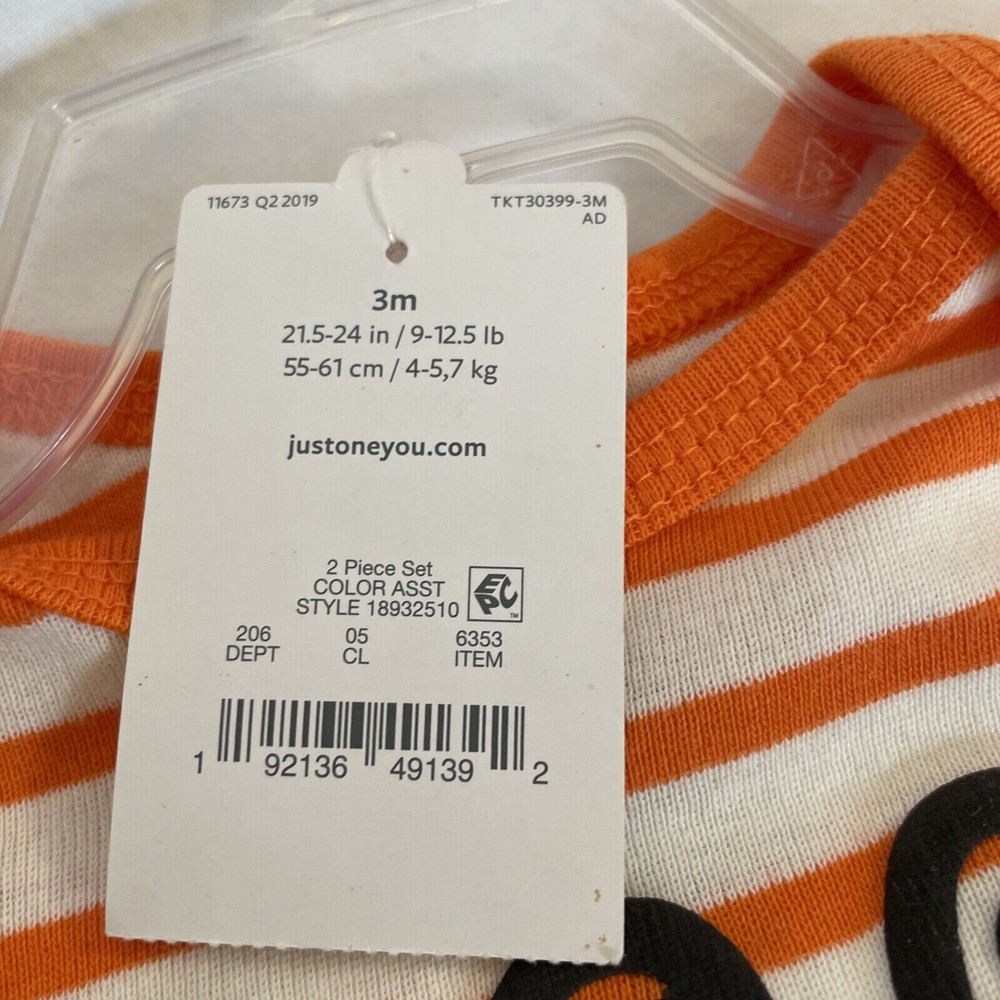 11673 Q2 2019
TKT30399-3M
AD
3m
21.5-24 in / 9-12.5 lb
55-61 cm / 4-5,7 kg
justoneyou.com
2 Piece Set
COLOR ASST
STYLE 18932510
EPC
TM
206 05 6353
DEPT CL ITEM
1 92136 49139 2